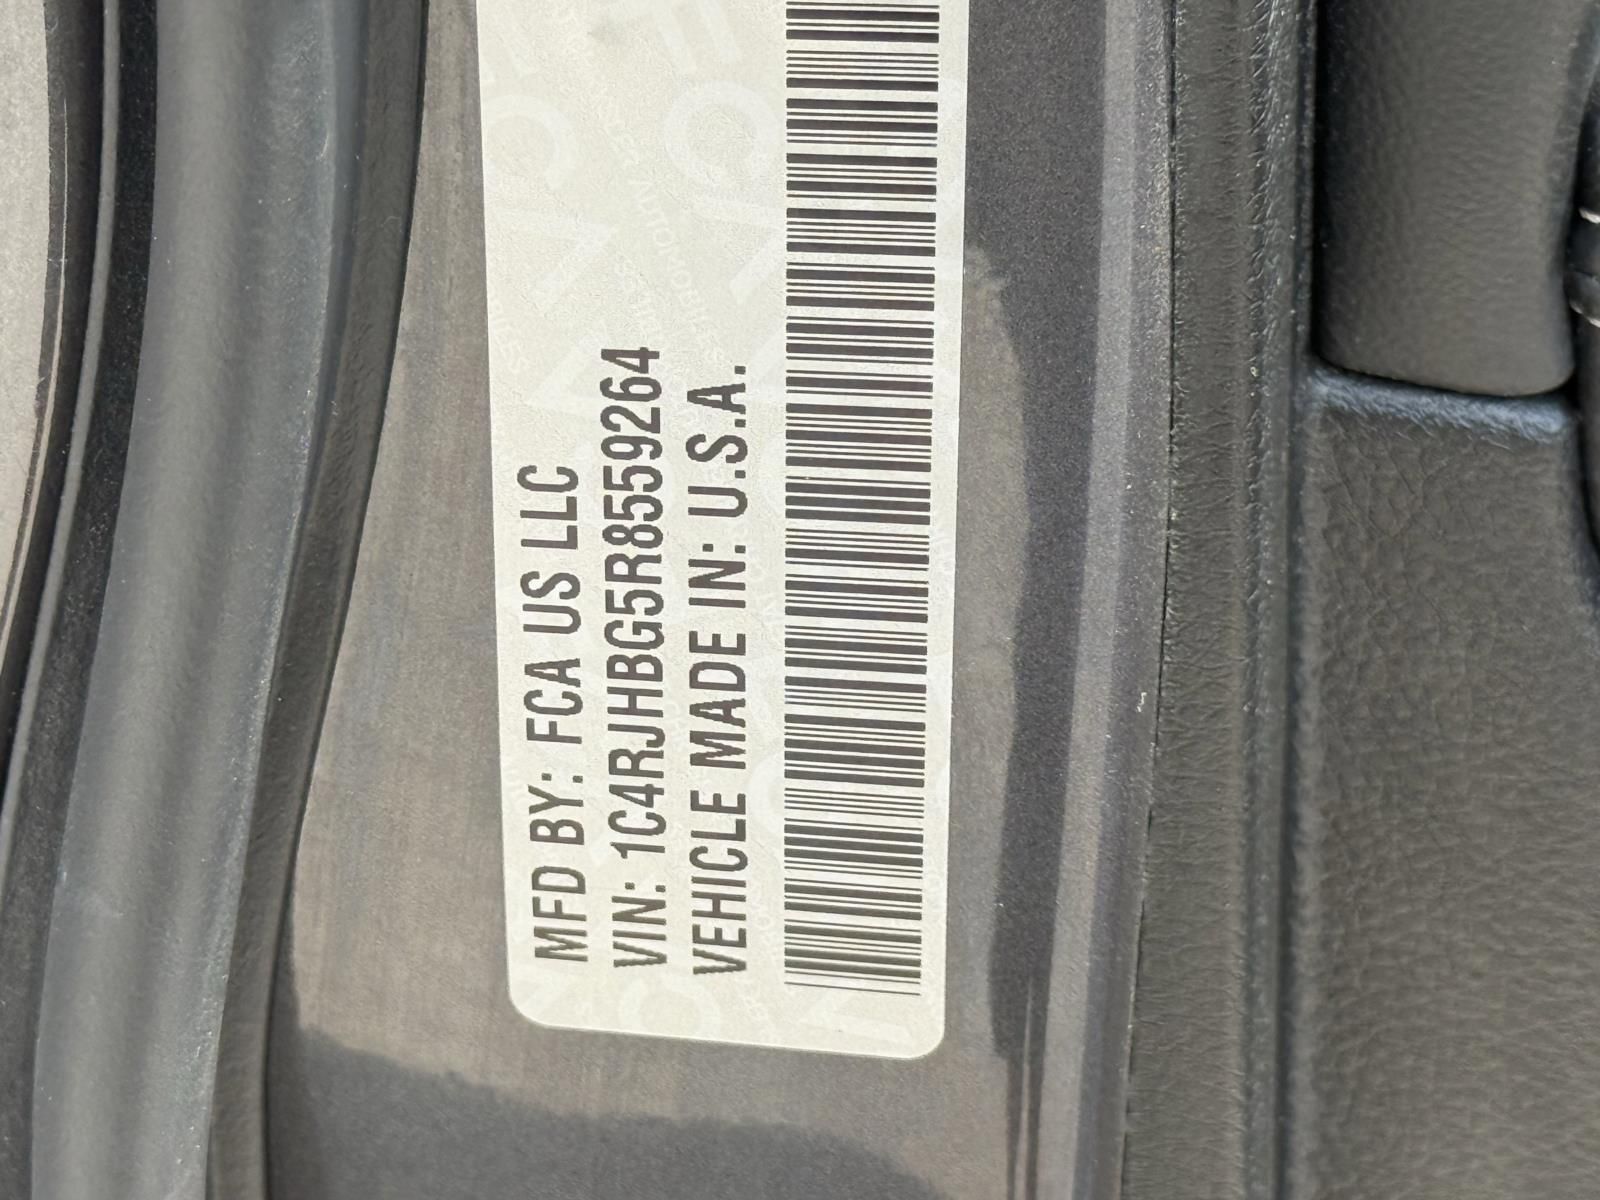 MFD BY: FCA US LLC
VIN: 1C4RJHBG5R8559264
VEHICLE MADE IN: U.S.A.